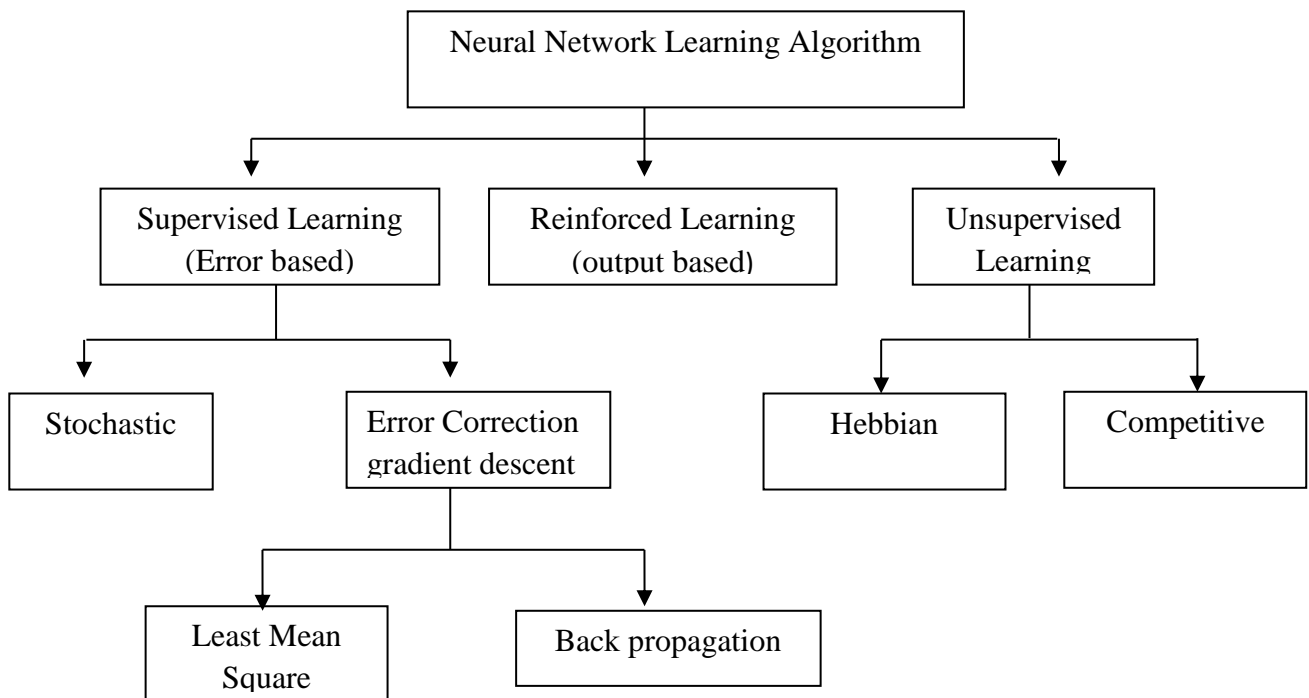 Neural Network Learning Algorithm
Supervised Learning
(Error based)
Reinforced Learning
(output based)
Unsupervised
Learning
Stochastic
Error Correction
gradient descent
Hebbian
Competitive
Least Mean
Square
Back propagation